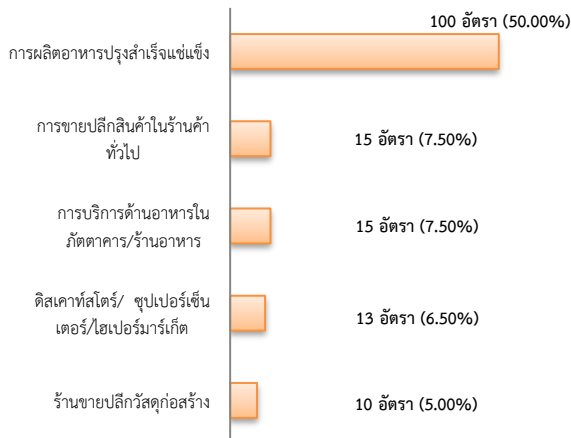 100 อัตรา (50.00%)
การผลิตอาหารปรุงสำเร็จแช่แข็ง
การขายปลีกสินค้าในร้านค้า
ทั่วไป
15 อัตรา (7.50%)
การบริการด้านอาหารใน
ภัตตาคาร/ร้านอาหาร
15 อัตรา (7.50%)
ดิสเคาท์สโตร์/ ซุปเปอร์เซ็น
เตอร์/ไฮเปอร์มาร์เก็ต
13 อัตรา (6.50%)
ร้านขายปลีกวัสดุก่อสร้าง
10 อัตรา (5.00%)